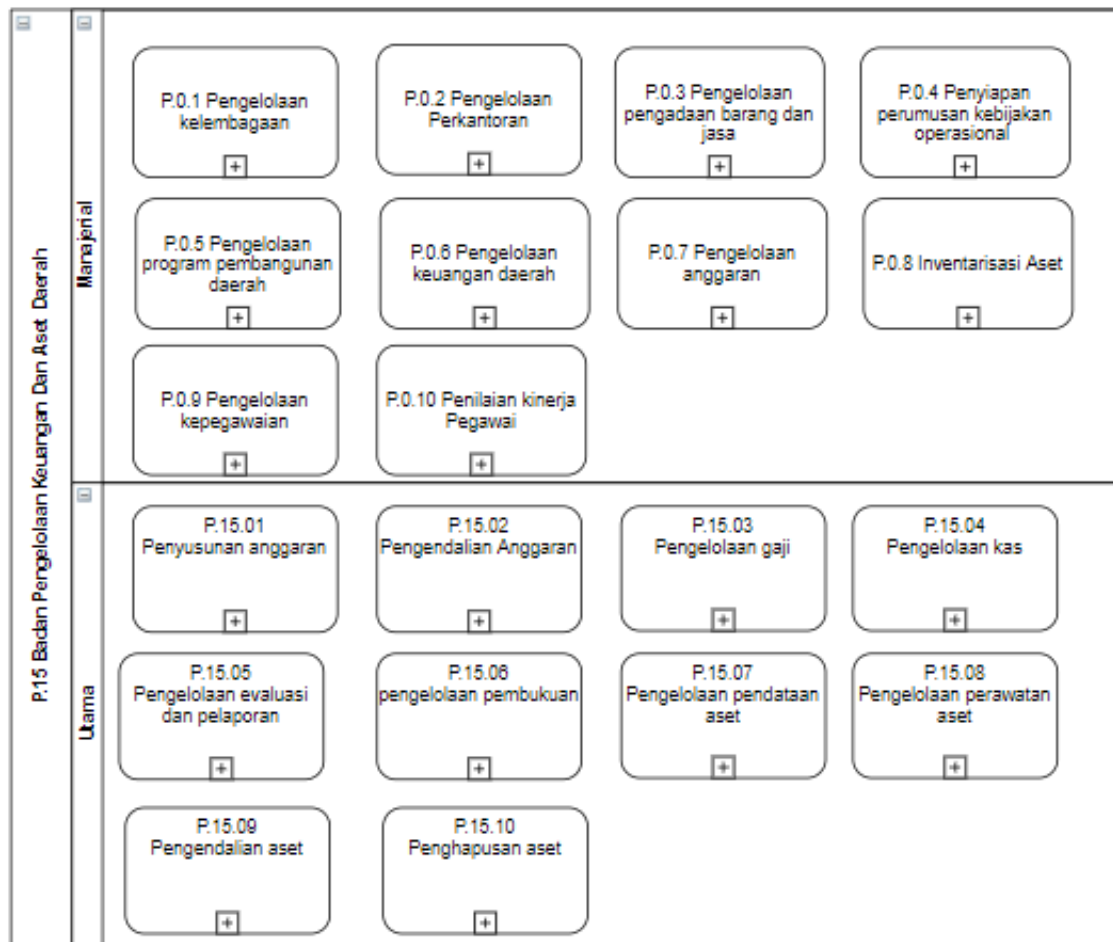 P.15 Badan Pengelolaan Keuangan Dan Aset Daerah
Manajerial
P.0.1 Pengelolaan
kelembagaan
P.0.2 Pengelolaan
Perkantoran
P.0.3 Pengelolaan
pengadaan barang dan
jasa
P.0.4 Penyiapan
perumusan kebijakan
operasional
P.0.5 Pengelolaan
program pembangunan
daerah
P.0.6 Pengelolaan
keuangan daerah
P.0.7 Pengelolaan
anggaran
P.0.8 Inventarisasi Aset
P.0.9 Pengelolaan
kepegawaian
P.0.10 Penilaian kinerja
Pegawai
Utama
P.15.01
Penyusunan anggaran
P.15.02
Pengendalian Anggaran
P.15.03
Pengelolaan gaji
P.15.04
Pengelolaan kas
P.15.05
Pengelolaan evaluasi
dan pelaporan
P.15.06
pengelolaan pembukuan
P.15.07
Pengelolaan pendataan
aset
P.15.08
Pengelolaan perawatan
aset
P.15.09
Pengendalian aset
P.15.10
Penghapusan aset